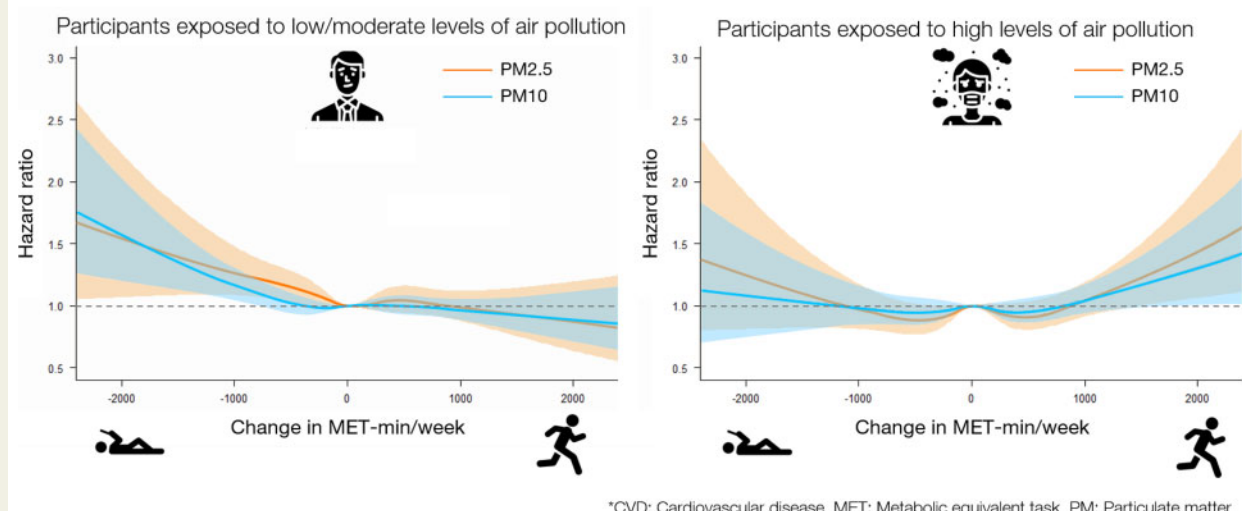 Participants exposed to low/moderate levels of air pollution
3.0
2.5
2.0
1.5
1.0
0.5
Hazard ratio
PM2.5
PM10
-2000
-1000
0
1000
2000
Change in MET-min/week
Participants exposed to high levels of air pollution
3.0
2.5
2.0
1.5
1.0
0.5
Hazard ratio
PM2.5
PM10
-2000
-1000
0
1000
2000
Change in MET-min/week
*CVD: Cardiovascular disease, MET: Metabolic equivalent task, PM: Particulate matter